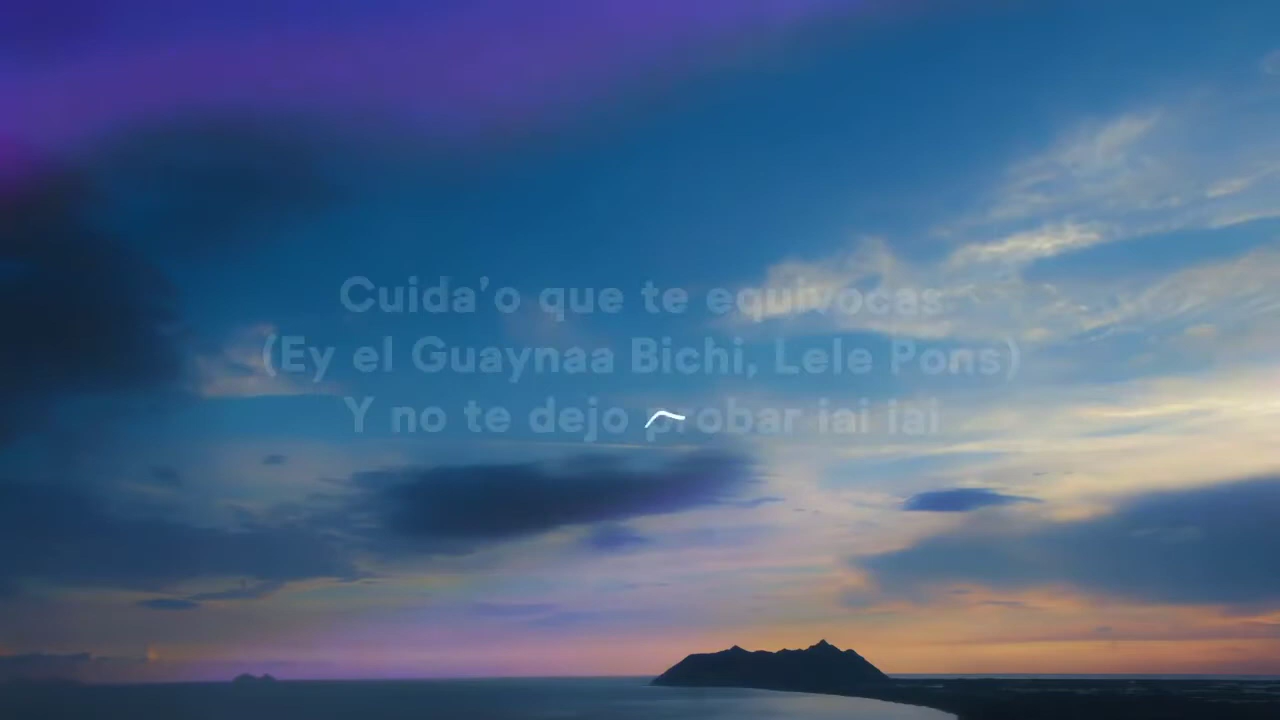 Cuida'o que te equivocas
(Ey el Guaynaa Bichi, Lele Pons)
Y no te dejo probar iai iai